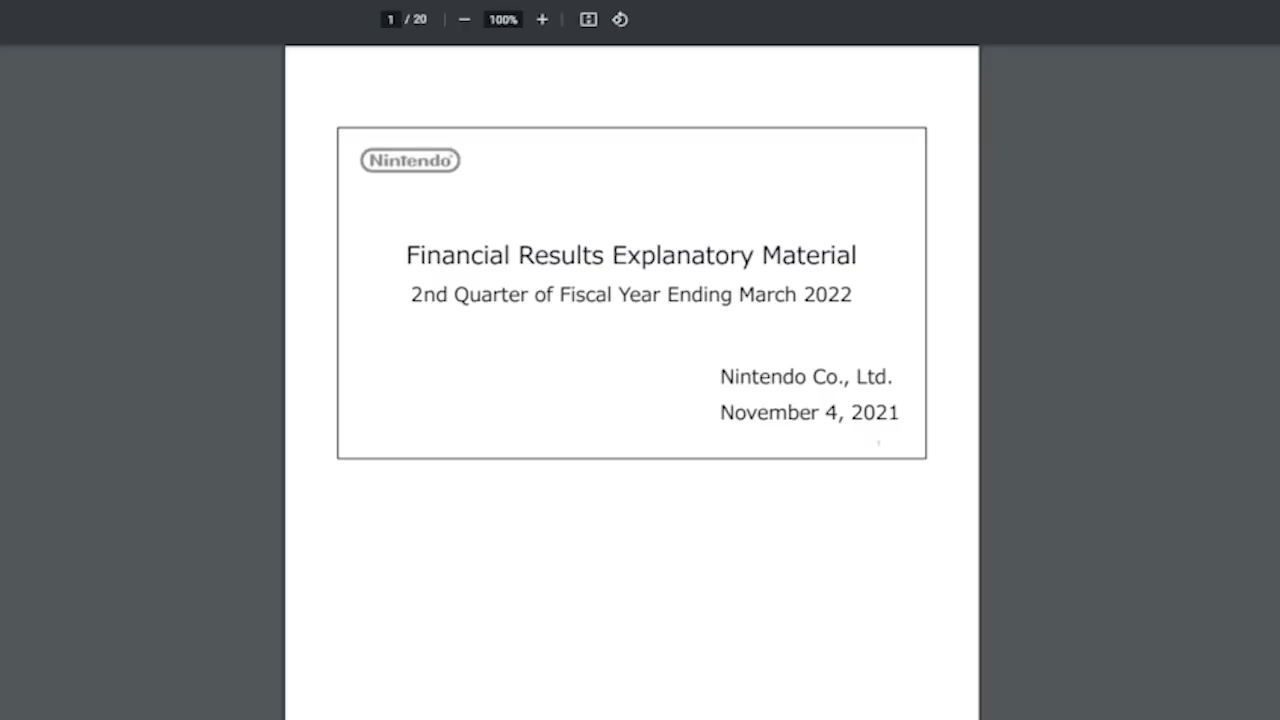 1 / 20 100%
Nintendo
Financial Results Explanatory Material
2nd Quarter of Fiscal Year Ending March 2022
Nintendo Co., Ltd.
November 4, 2021